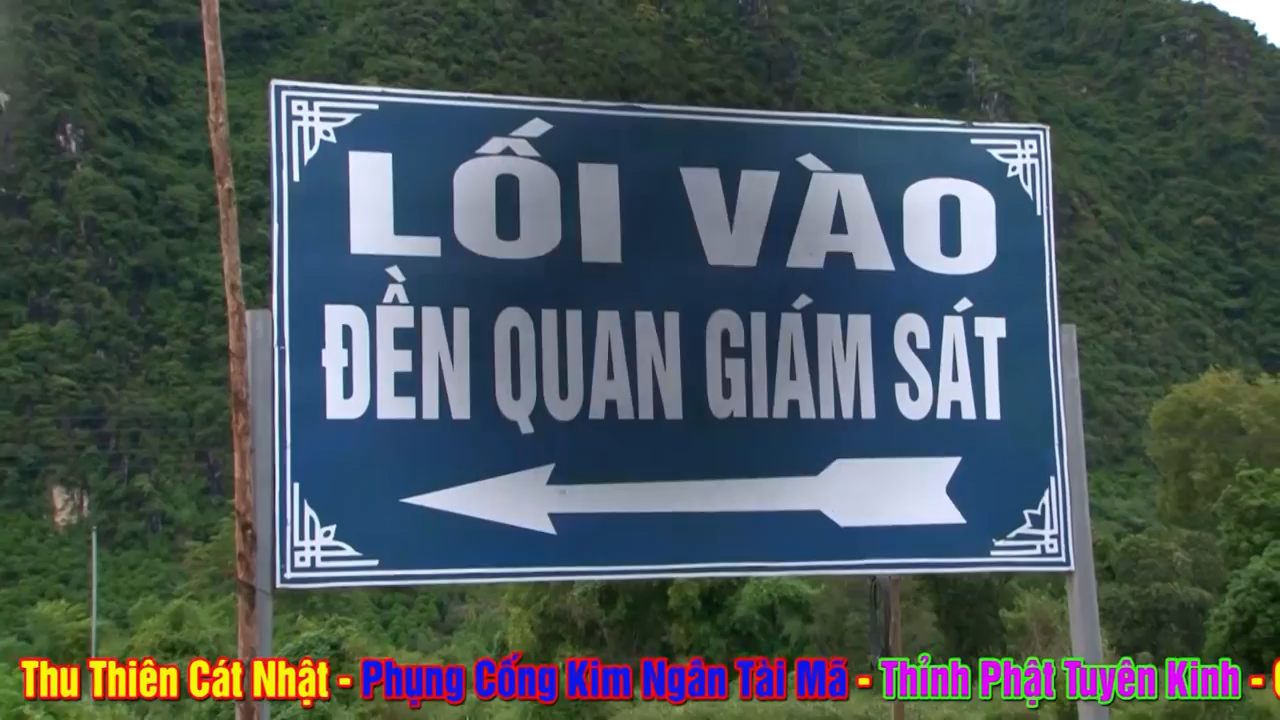 LỐI VÀO
ĐỀN QUAN GIÁM SÁT
Thu Thiên Cát Nhật - Phụng Cống Kim Ngân Tài Mã - Thỉnh Phật Tuyên Kinh -